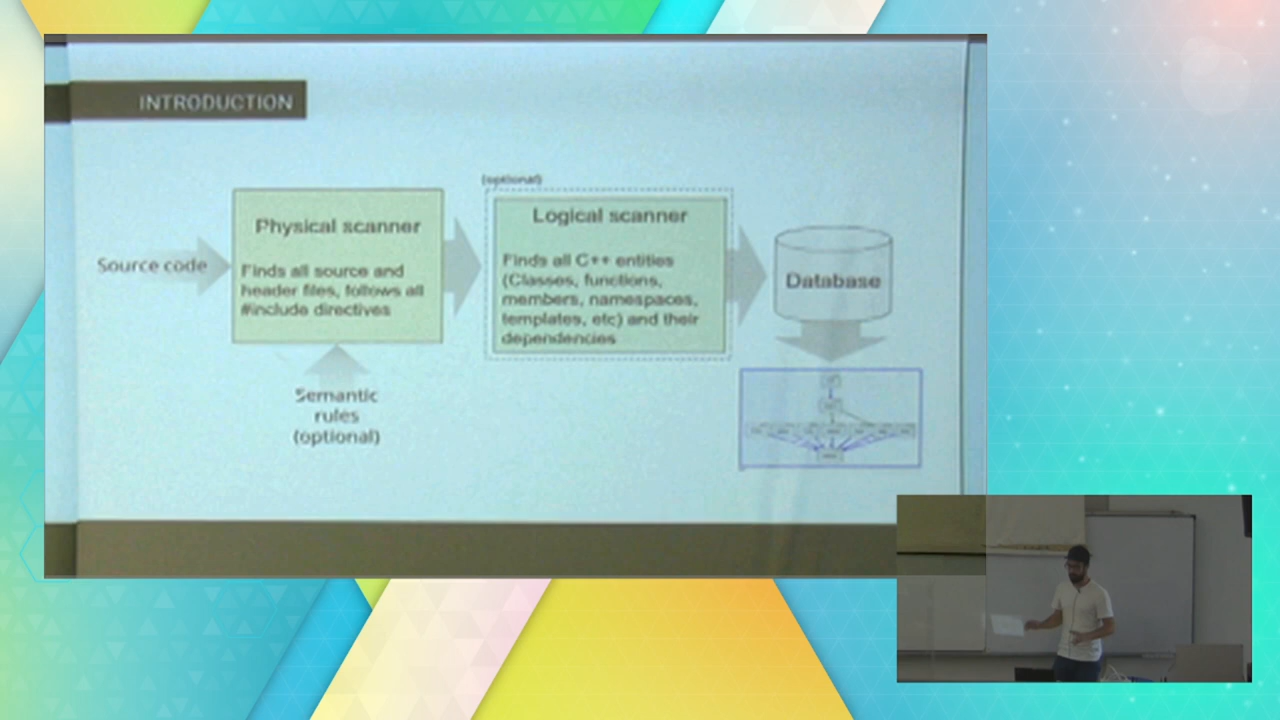 INTRODUCTION
Source code
Physical scanner
Finds all source and
header files, follows all
#include directives
Semantic
rules
(optional)
(optional)
Logical scanner
Finds all C++ entities
(Classes, functions,
members, namespaces,
templates, etc) and their
dependencies
Database